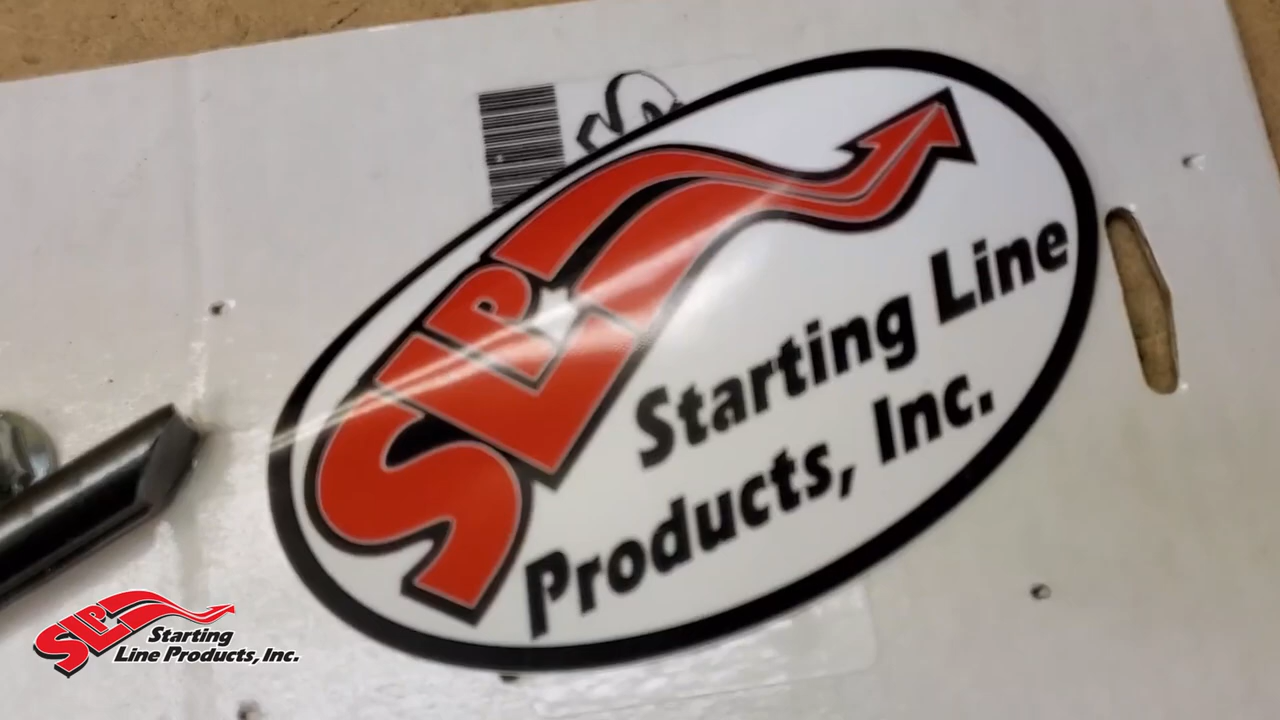 SLP
Starting Line
Products, Inc.
SLP
Starting
Line Products, Inc.